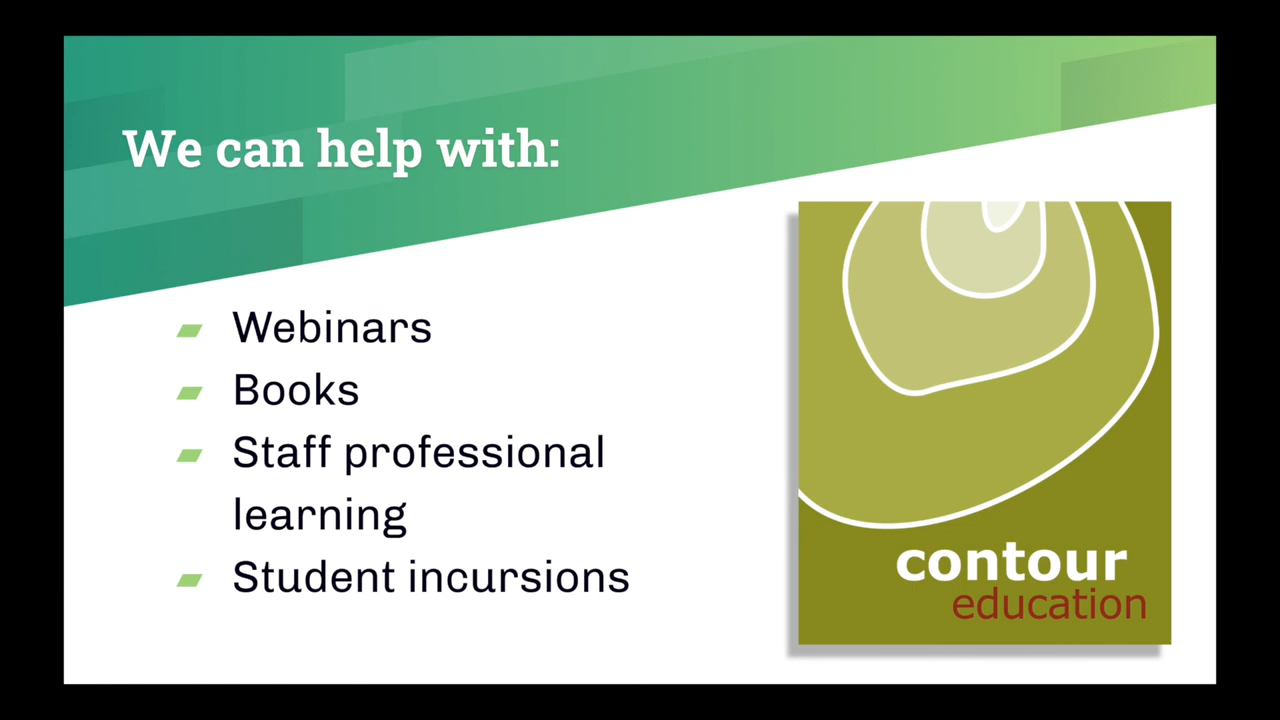 We can help with:
Webinars
Books
Staff professional
learning
Student incursions
contour
education